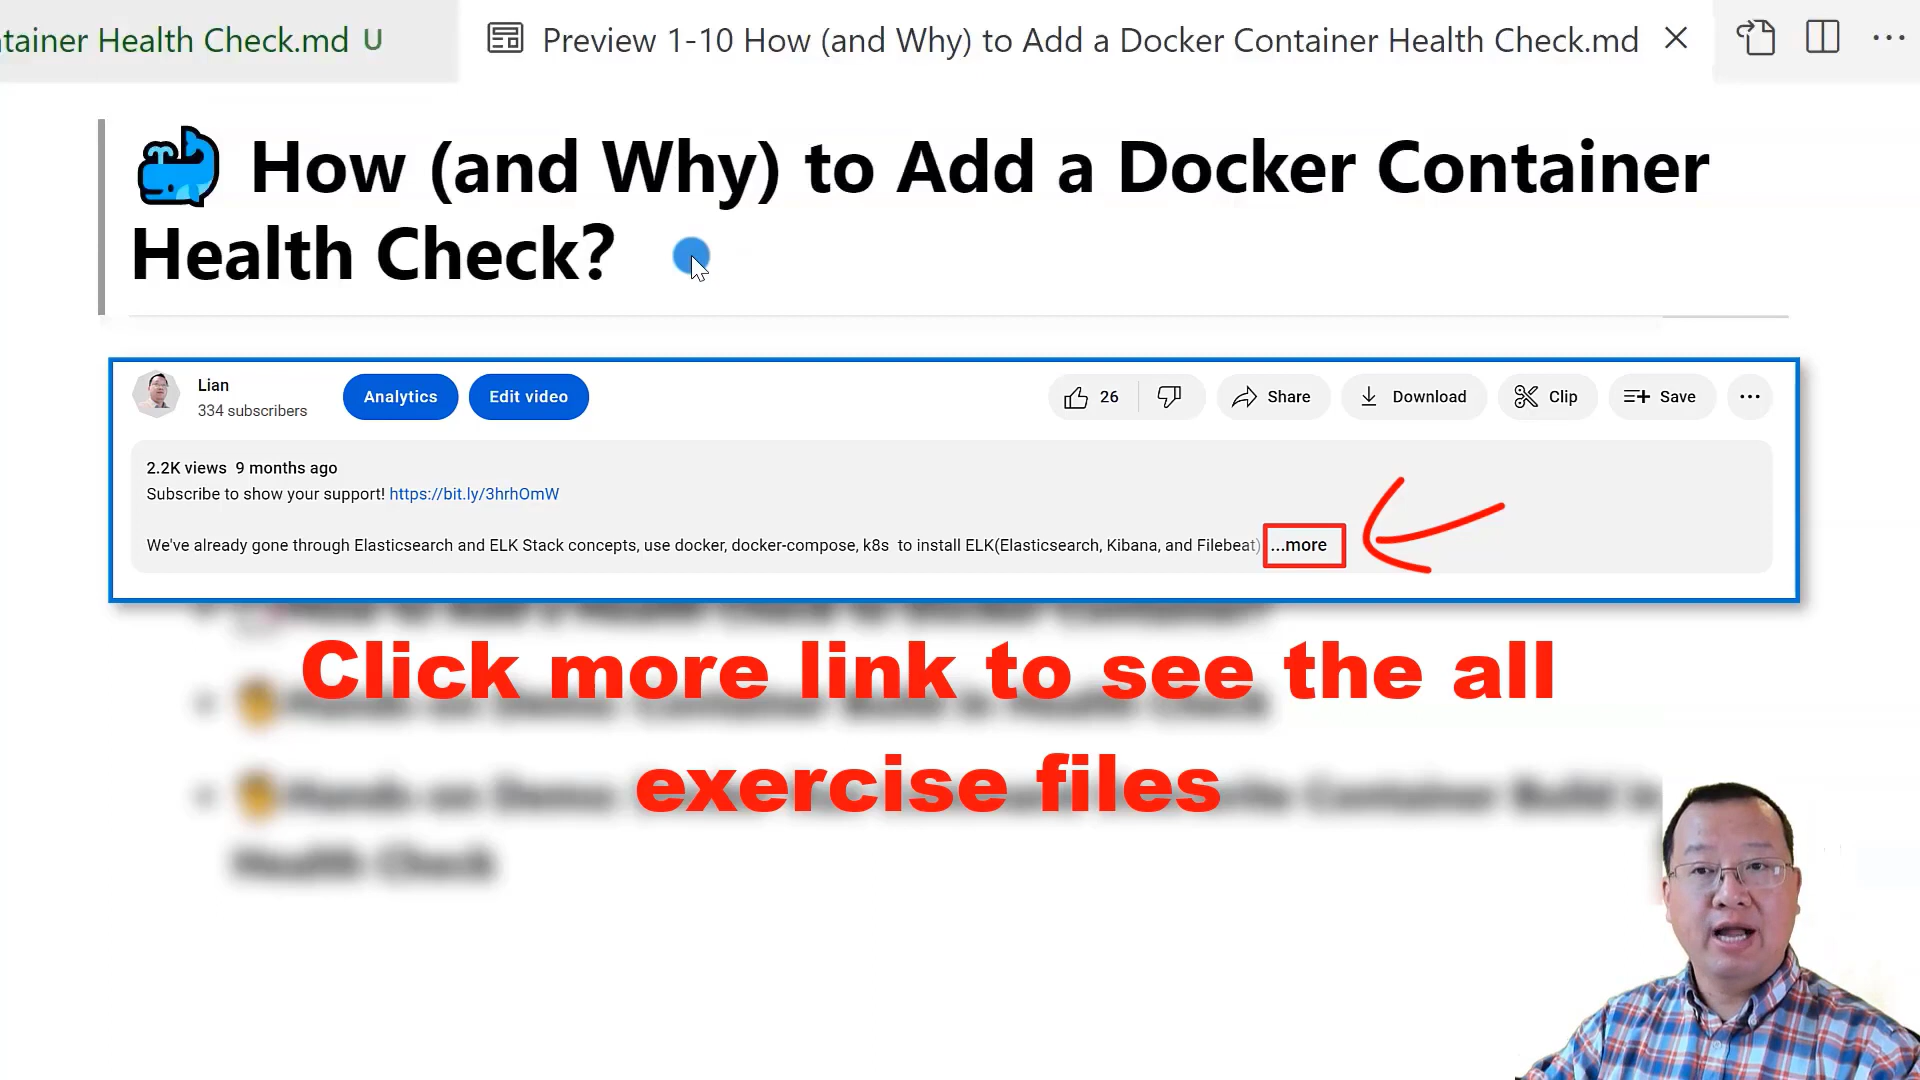 tainer Health Check.md U
Preview 1-10 How (and Why) to Add a Docker Container Health Check.md
How (and Why) to Add a Docker Container
Health Check?
Lian
334 subscribers
Analytics
Edit video
26
Share
Download
Clip
Save
2.2K views 9 months ago
Subscribe to show your support! https://bit.ly/3hrhOmW
We've already gone through Elasticsearch and ELK Stack concepts, use docker, docker-compose, k8s to install ELK(Elasticsearch, Kibana, and Filebeat) ...more
Click more link to see the all
exercise files
Health Check